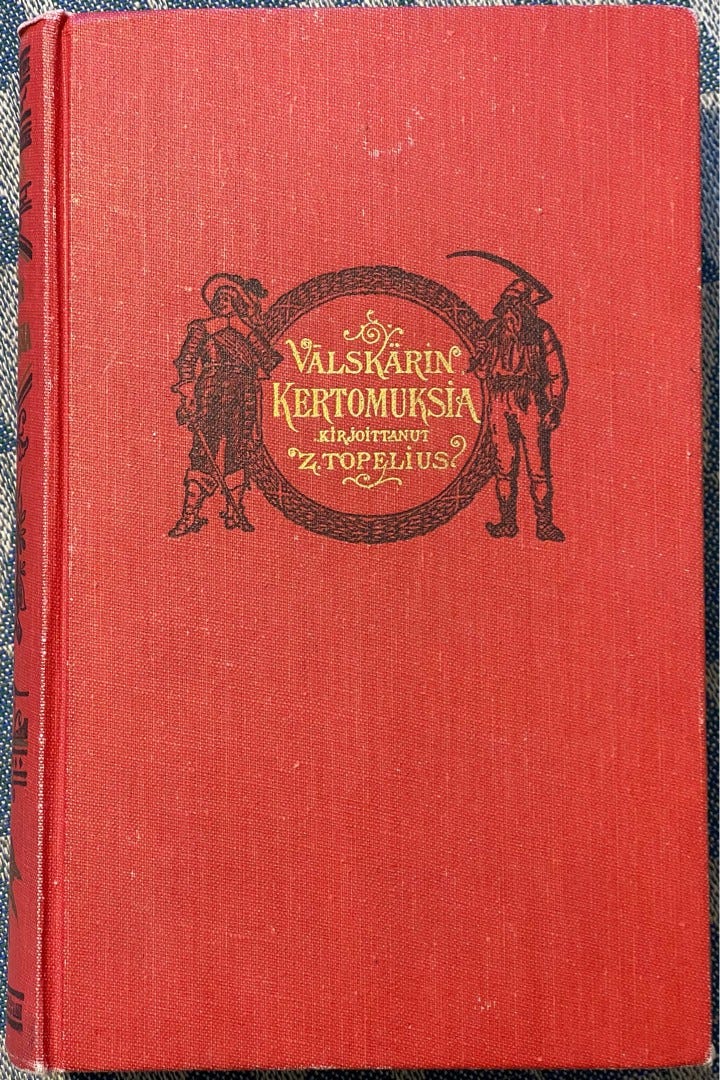 VÄLSKÄRIN
KERTOMUKSIA
KIRJOITTANUT
Z. TOPELIUS